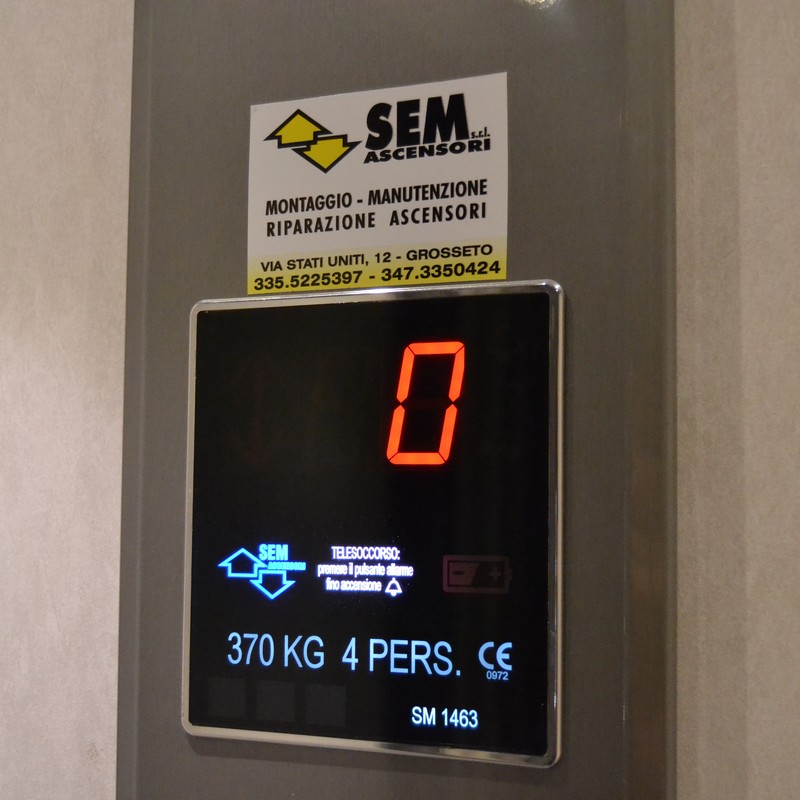 SEM s.r.l.
ASCENSORI
MONTAGGIO - MANUTENZIONE
RIPARAZIONE ASCENSORI
VIA STATI UNITI, 12 - GROSSETO
335.5225397 - 347.3350424
0
SEM
ASCENSORI
TELESOCCORSO:
premere il pulsante allarme
fino accensione
370 KG 4 PERS. CE
0972
SM 1463